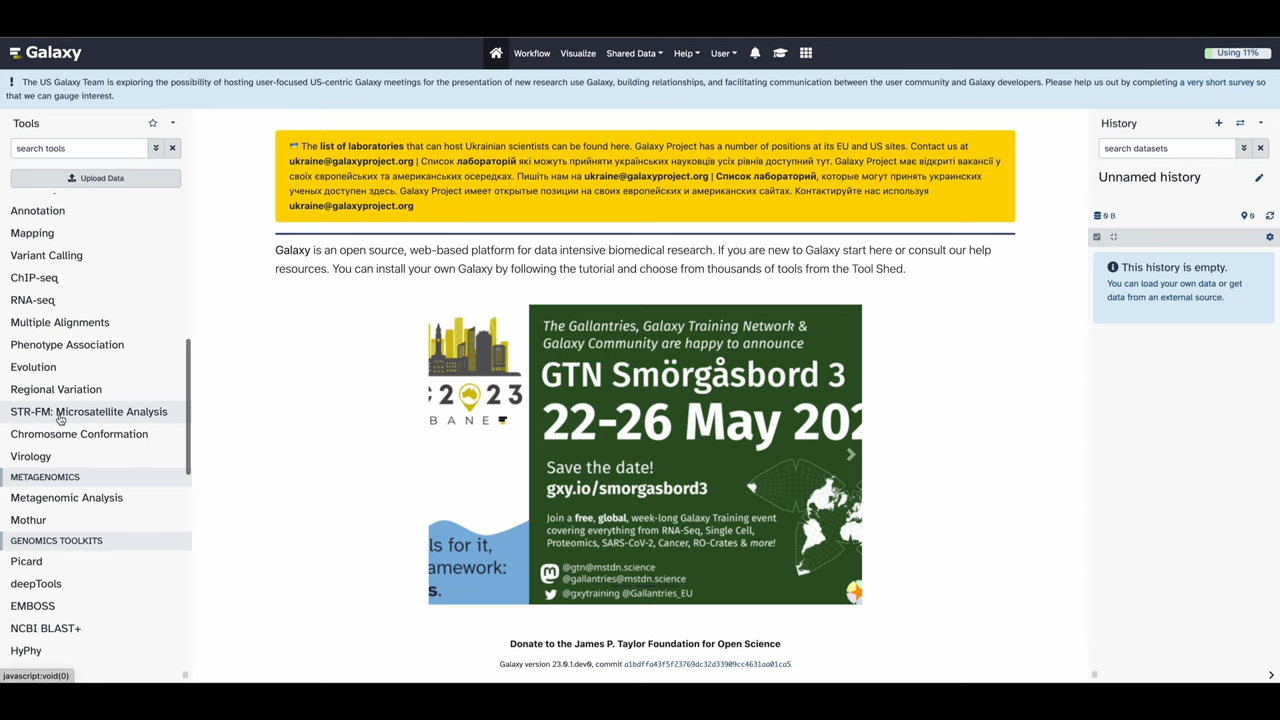 Galaxy
Workflow
Visualize
Shared Data
Help
User
Using 11%
The US Galaxy Team is exploring the possibility of hosting user-focused US-centric Galaxy meetings for the presentation of new research use Galaxy, building relationships, and facilitating communication between the user community and Galaxy developers. Please help us out by completing a very short survey so
that we can gauge interest.
Tools
search tools
Upload Data
Annotation
Mapping
Variant Calling
ChIP-seq
RNA-seq
Multiple Alignments
Phenotype Association
Evolution
Regional Variation
STR-FM: Microsatellite Analysis
Chromosome Conformation
Virology
METAGENOMICS
Metagenomic Analysis
Mothur
GENOMICS TOOLKITS
Picard
deepTools
EMBOSS
NCBI BLAST+
HyPhy
javascript:void(0)
The list of laboratories that can host Ukrainian scientists can be found here. Galaxy Project has a number of positions at its EU and US sites. Contact us at
ukraine@galaxyproject.org | Список лабораторій які можуть прийняти українських науковців усіх рівнів доступний тут. Галаxy Project має відкриті вакансії у
своїх європейських та американських осередках. Пишіть нам на ukraine@galaxyproject.org | Список лабораторий, которые могут принять украинских
ученых доступен здесь. Galaxy Project имеет открытые позиции на своих европейских и американских сайтах. Контактируйте нас используя
ukraine@galaxyproject.org
Galaxy is an open source, web-based platform for data intensive biomedical research. If you are new to Galaxy start here or consult our help
resources. You can install your own Galaxy by following the tutorial and choose from thousands of tools from the Tool Shed.
2023
BANE
ls for it,
amework:
s.
The Gallantries, Galaxy Training Network &
Galaxy Community are happy to announce
GTN Smörgåsbord 3
22-26 May 202
Save the date!
gxy.io/smorgasbord3
Join a free, global, week-long Galaxy Training event
covering everything from RNA-Seq, Single Cell,
Proteomics, SARS-CoV-2, Cancer, RO-Crates & more!
@gtn@mstdn.science
@gallantries@mstdn.science
@gxytraining @Gallantries_EU
Donate to the James P. Taylor Foundation for Open Science
Galaxy version 23.0.1.dev0, commit a1bdffa43f5f23769dc32d33909cc4631aa01ca5
History
search datasets
Unnamed history
0 B
0
This history is empty.
You can load your own data or get
data from an external source.